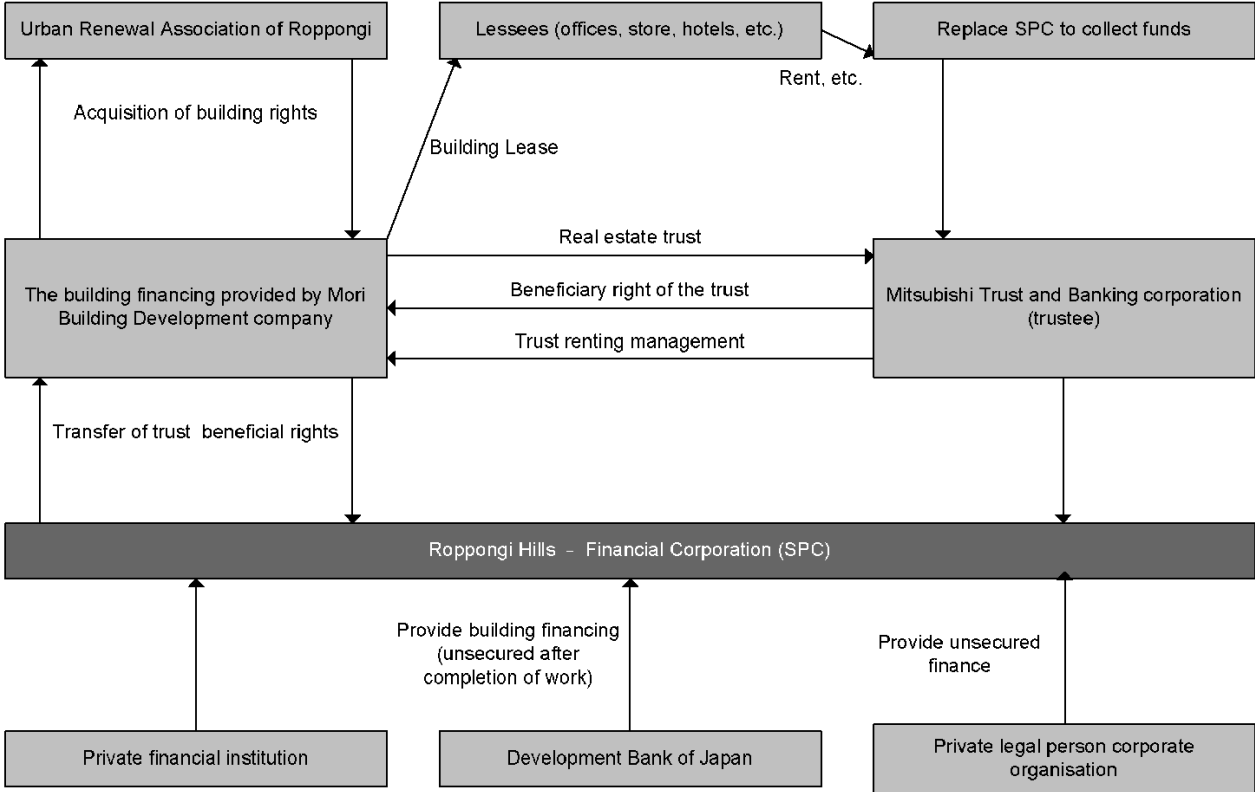 Urban Renewal Association of Roppongi
Lessees (offices, store, hotels, etc.)
Replace SPC to collect funds
Rent, etc.
Acquisition of building rights
Building Lease
Real estate trust
The building financing provided by Mori
Building Development company
Beneficiary right of the trust
Mitsubishi Trust and Banking corporation
(trustee)
Trust renting management
Transfer of trust beneficial rights
Roppongi Hills - Financial Corporation (SPC)
Provide building financing
(unsecured after
completion of work)
Provide unsecured
finance
Private financial institution
Development Bank of Japan
Private legal person corporate
organisation